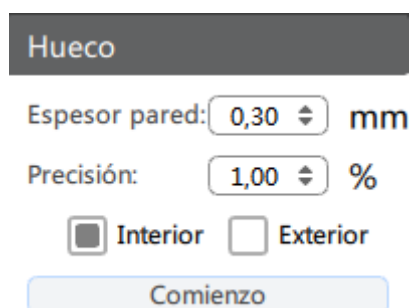 Hueco
Espesor pared: 0,30 mm
Precisión: 1,00 %
Interior Exterior
Comienzo